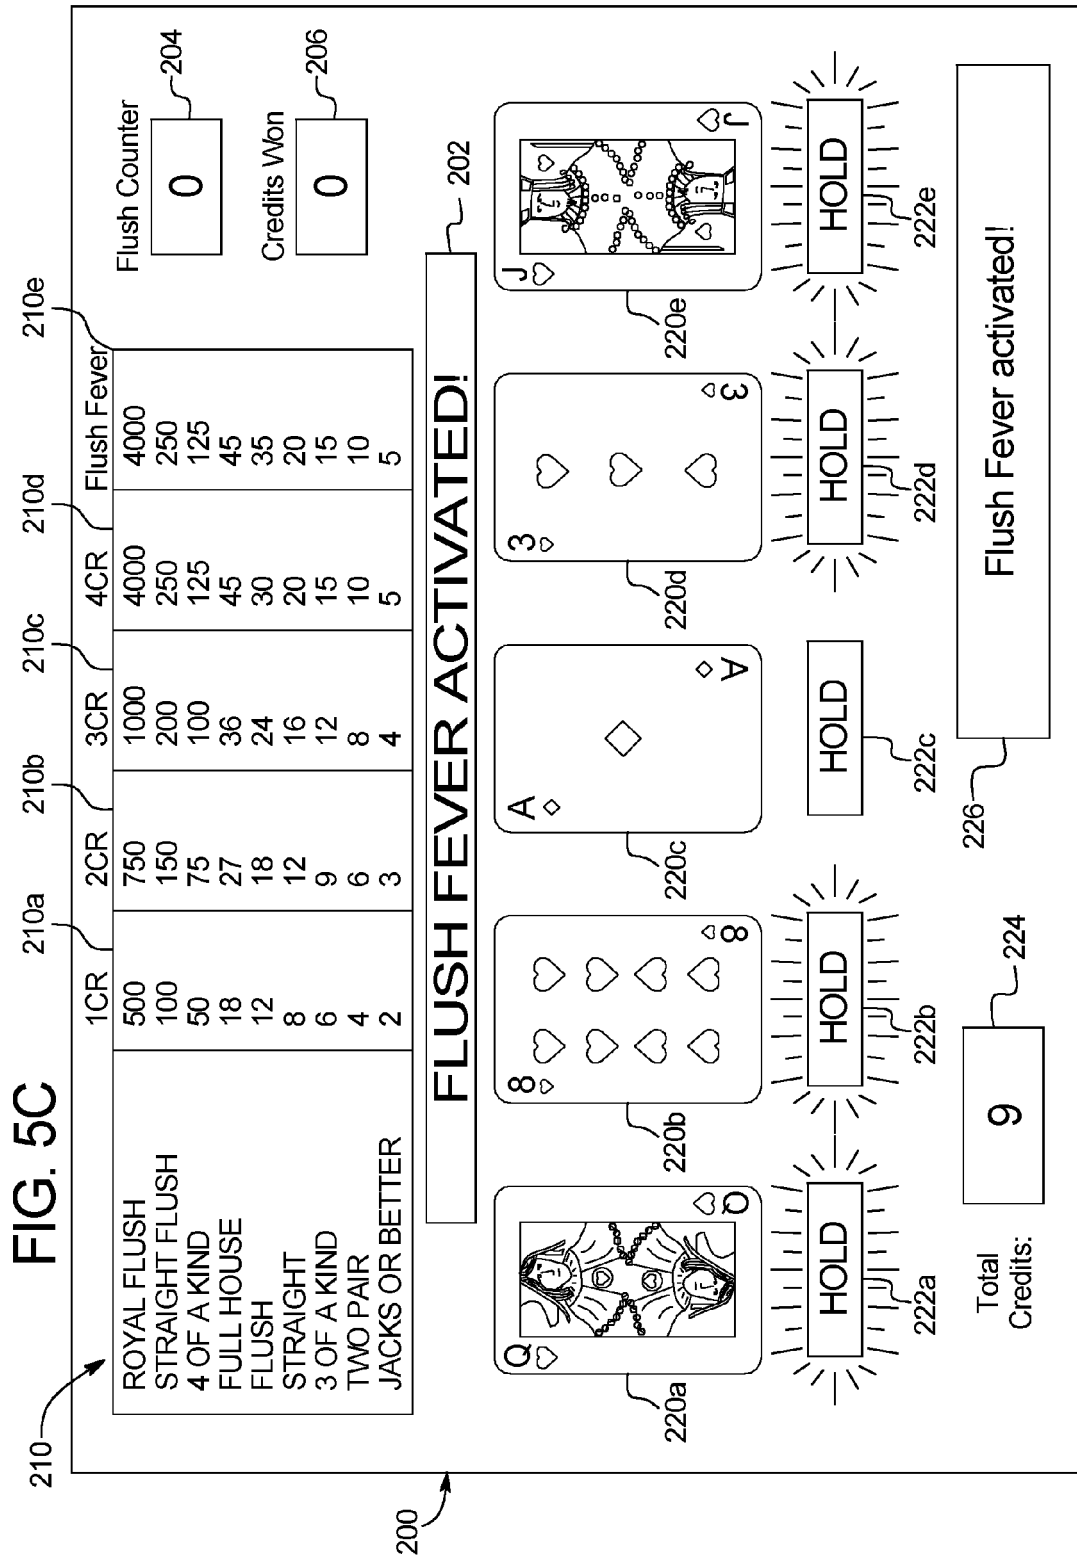 FIG. 5C
210
210a
210b
210c
210d
210e
1CR 2CR 3CR 4CR Flush Fever
ROYAL FLUSH 500 750 1000 4000 4000
STRAIGHT FLUSH 100 150 200 250 250
4 OF A KIND 50 75 100 125 125
FULL HOUSE 18 27 36 45 45
FLUSH 12 18 24 30 35
STRAIGHT 8 12 16 20 20
3 OF A KIND 6 9 12 15 15
TWO PAIR 4 6 8 10 10
JACKS OR BETTER 2 3 4 5 5
Flush Counter
0
204
Credits Won
0
206
FLUSH FEVER ACTIVATED!
202
200
Q
Q
8
8
A
A
3
3
J
J
220a 220b 220c 220d 220e
HOLD HOLD HOLD HOLD HOLD
222a 222b 222c 222d 222e
Total
Credits:
9
224
226
Flush Fever activated!